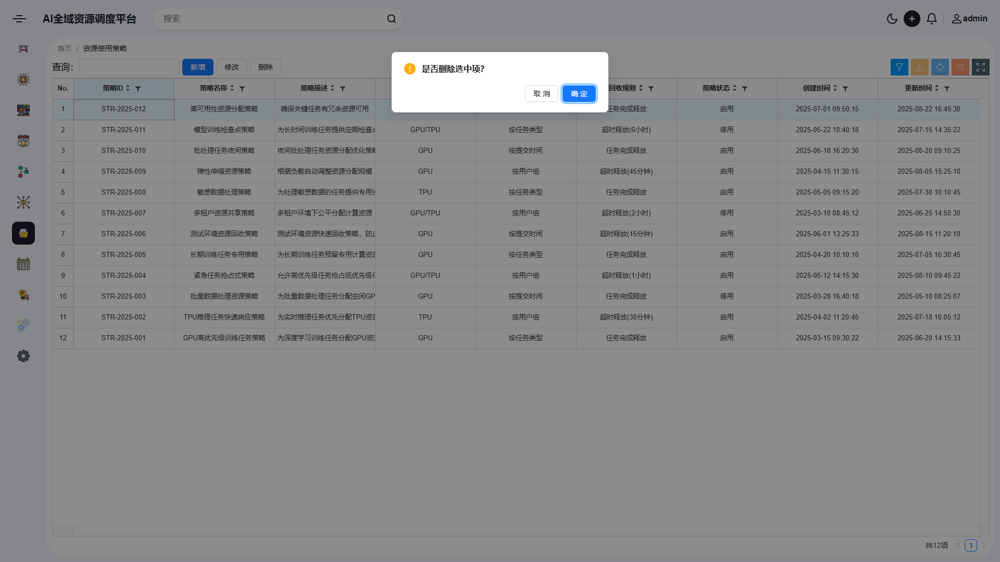 AI全域资源调度平台
搜索
admin
首页 / 资源使用策略
查询:
新增 修改 删除
是否删除选中项?
取 消 确 定
No. 策略ID 策略名称 策略描述 回收规则 策略状态 创建时间 更新时间
1 STR-2025-012 高可用性资源分配策略 确保关键任务有冗余资源可用 任务完成释放 启用 2025-07-01 09:50:15 2025-08-22 16:45:30
2 STR-2025-011 模型训练检查点策略 为长时间训练任务提供定期检查点 GPU/TPU 按任务类型 超时释放(6小时) 停用 2025-05-22 10:40:18 2025-07-15 14:35:22
3 STR-2025-010 批处理任务夜间策略 夜间批处理任务资源分配优化策略 GPU 按提交时间 任务完成释放 启用 2025-06-18 16:20:30 2025-08-20 09:10:25
4 STR-2025-009 弹性伸缩资源策略 根据负载自动调整资源分配规模 GPU 按用户组 超时释放(45分钟) 启用 2025-04-15 11:30:15 2025-08-05 15:25:10
5 STR-2025-008 敏感数据处理策略 为处理敏感数据的任务提供专用资 TPU 按任务类型 任务完成释放 启用 2025-05-05 09:15:20 2025-07-30 10:10:45
6 STR-2025-007 多租户资源共享策略 多租户环境下公平分配计算资源 GPU/TPU 按用户组 超时释放(2小时) 停用 2025-03-10 08:45:12 2025-06-25 14:50:30
7 STR-2025-006 测试环境资源回收策略 测试环境资源快速回收策略，防止 GPU 按提交时间 超时释放(15分钟) 启用 2025-06-01 13:25:33 2025-08-15 11:20:18
8 STR-2025-005 长期训练任务专用策略 为长期训练任务预留专用计算资源 GPU 按任务类型 任务完成释放 启用 2025-04-20 10:10:10 2025-07-05 16:30:45
9 STR-2025-004 紧急任务抢占式策略 允许高优先级任务抢占低优先级任 GPU/TPU 按用户组 超时释放(1小时) 启用 2025-05-12 14:15:30 2025-08-10 09:45:22
10 STR-2025-003 批量数据处理资源策略 为批量数据处理任务分配空闲GP GPU 按提交时间 任务完成释放 停用 2025-03-28 16:40:18 2025-05-10 08:25:07
11 STR-2025-002 TPU推理任务快速响应策略 为实时推理任务优先分配TPU资源 TPU 按用户组 超时释放(30分钟) 启用 2025-04-02 11:20:45 2025-07-18 10:05:12
12 STR-2025-001 GPU高优先级训练任务策略 为深度学习训练任务分配GPU资源 GPU 按任务类型 任务完成释放 启用 2025-03-15 09:30:22 2025-06-20 14:15:33
共12项 1